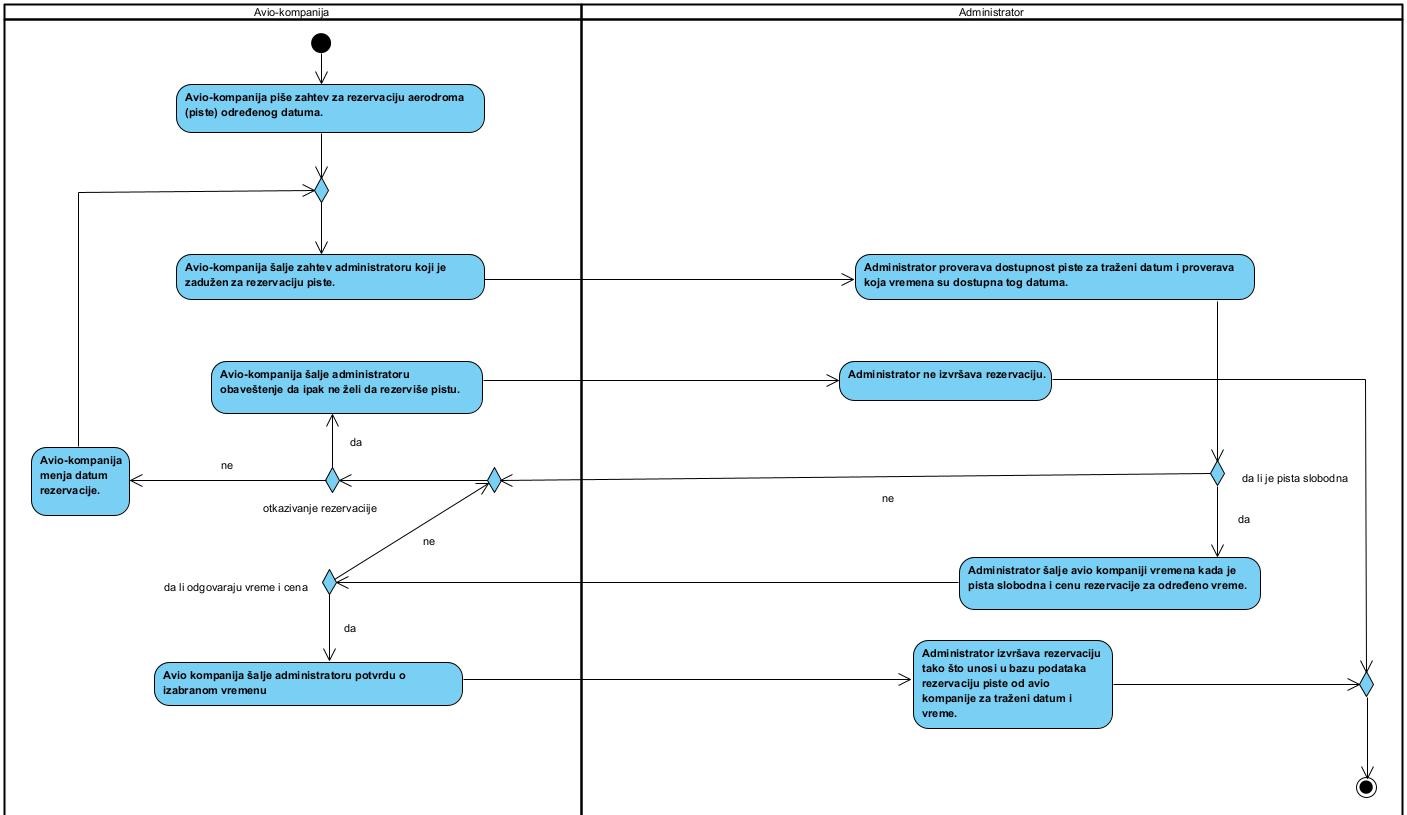 Avio-kompanija
Administrator
Avio-kompanija piše zahtev za rezervaciju aerodroma
(piste) određenog datuma.
Avio-kompanija šalje zahtev administratoru koji je
zadužen za rezervaciju piste.
Administrator proverava dostupnost piste za traženi datum i proverava
koja vremena su dostupna tog datuma.
Avio-kompanija šalje administratoru
obaveštenje da ipak ne želi da rezerviše pistu.
Administrator ne izvršava rezervaciju.
da
Avio-kompanija
menja datum
rezervacije.
ne
otkazivanje rezervaciije
ne
da li je pista slobodna
da
ne
Administrator šalje avio kompaniji vremena kada je
pista slobodna i cenu rezervacije za određeno vreme.
da li odgovaraju vreme i cena
da
Avio kompanija šalje administratoru potvrdu o
izabranom vremenu
Administrator izvršava rezervaciju
tako što unosi u bazu podataka
rezervaciju piste od avio
kompanije za traženi datum i
vreme.